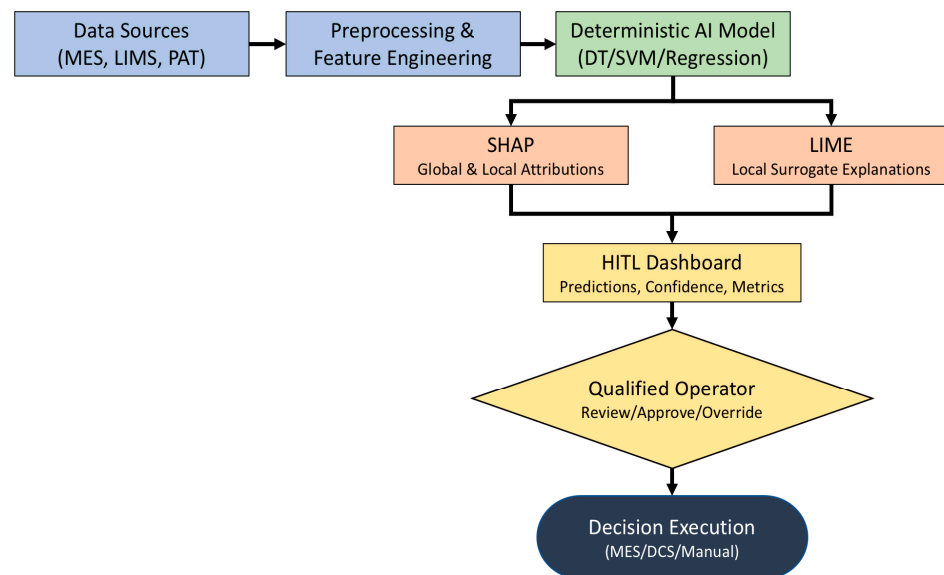 Data Sources
(MES, LIMS, PAT)
Preprocessing &
Feature Engineering
Deterministic AI Model
(DT/SVM/Regression)
SHAP
Global & Local Attributions
LIME
Local Surrogate Explanations
HITL Dashboard
Predictions, Confidence, Metrics
Qualified Operator
Review/Approve/Override
Decision Execution
(MES/DCS/Manual)